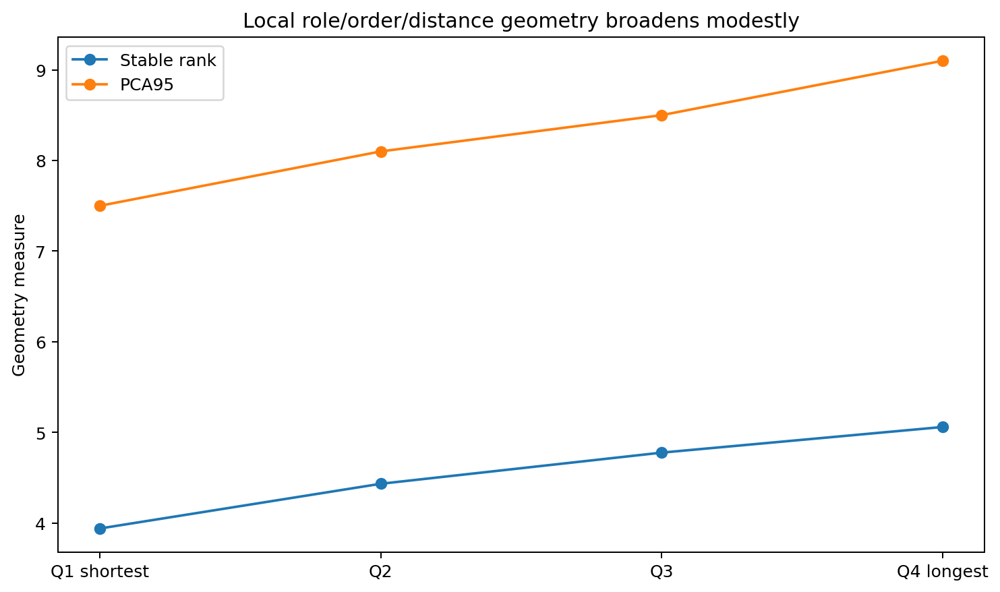 Local role/order/distance geometry broadens modestly
Stable rank
PCA95
Geometry measure
9
8
7
6
5
4
Q1 shortest
Q2
Q3
Q4 longest